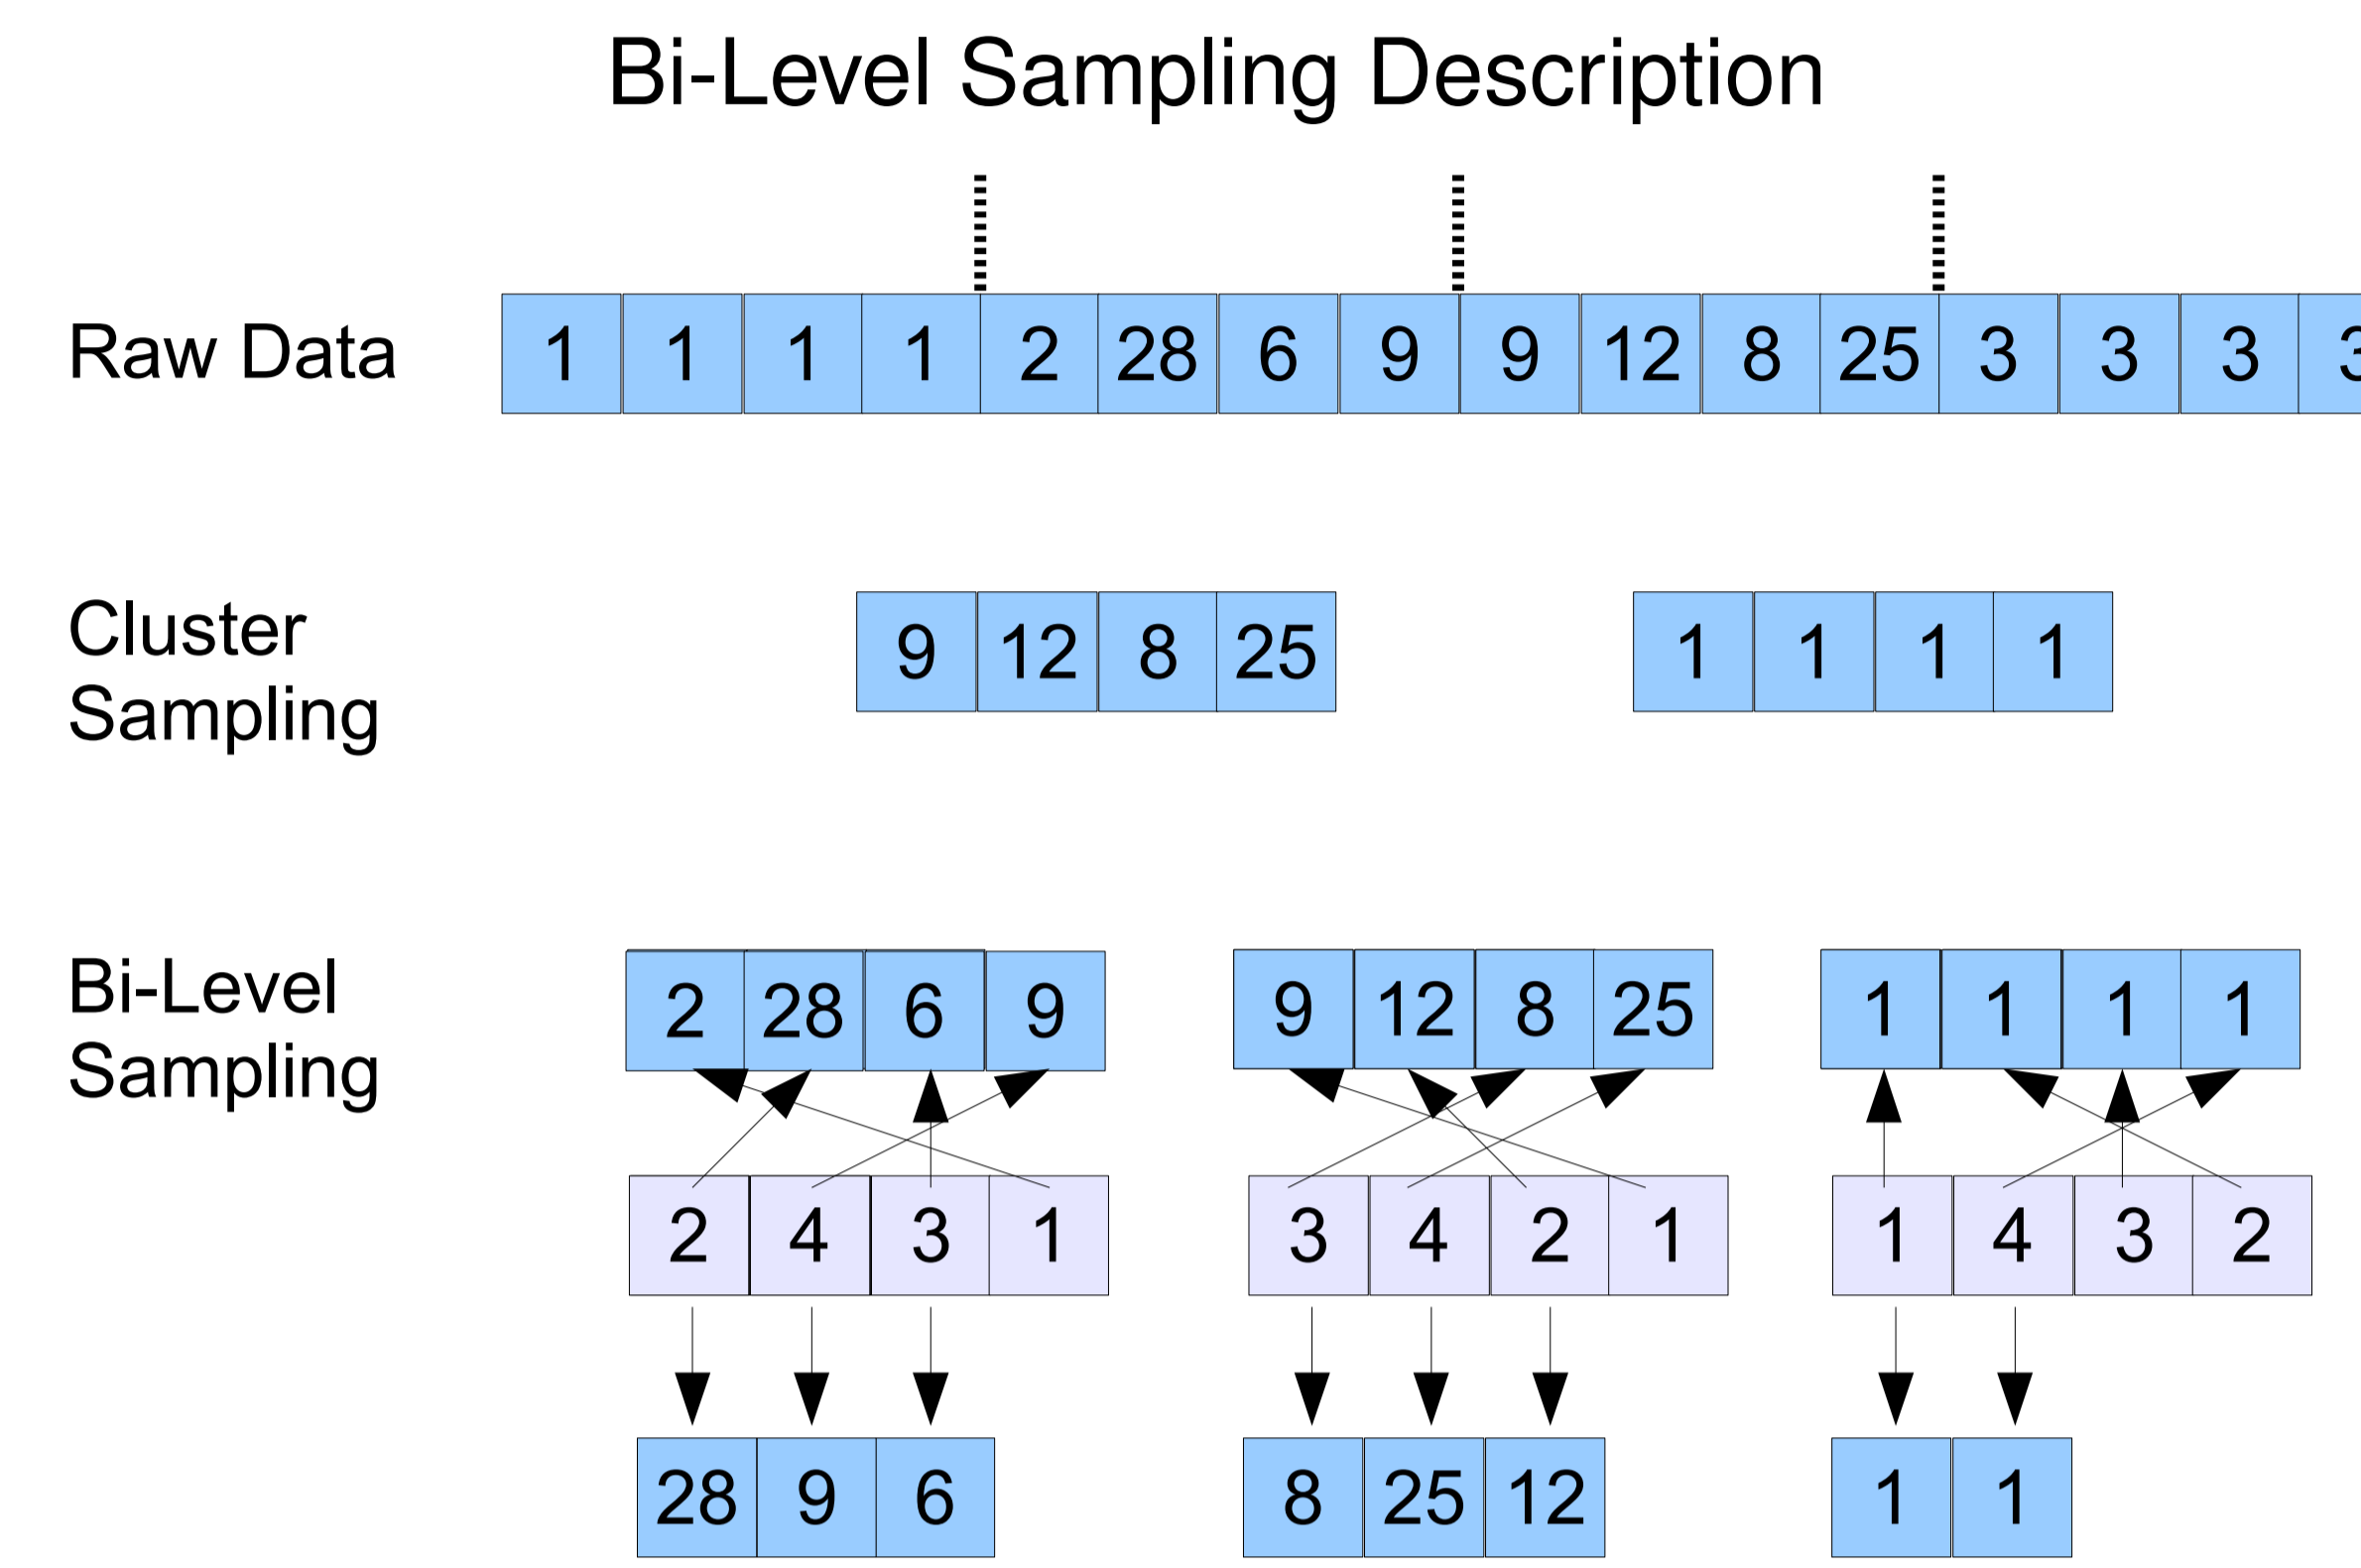 Bi-Level Sampling Description
Raw Data
1 1 1 1 2 28 6 9 9 12 8 25 3 3 3 3
Cluster
Sampling
9 12 8 25 1 1 1 1
Bi-Level
Sampling
2 28 6 9 9 12 8 25 1 1 1 1
2 4 3 1 3 4 2 1 1 4 3 2
28 9 6 8 25 12 1 1